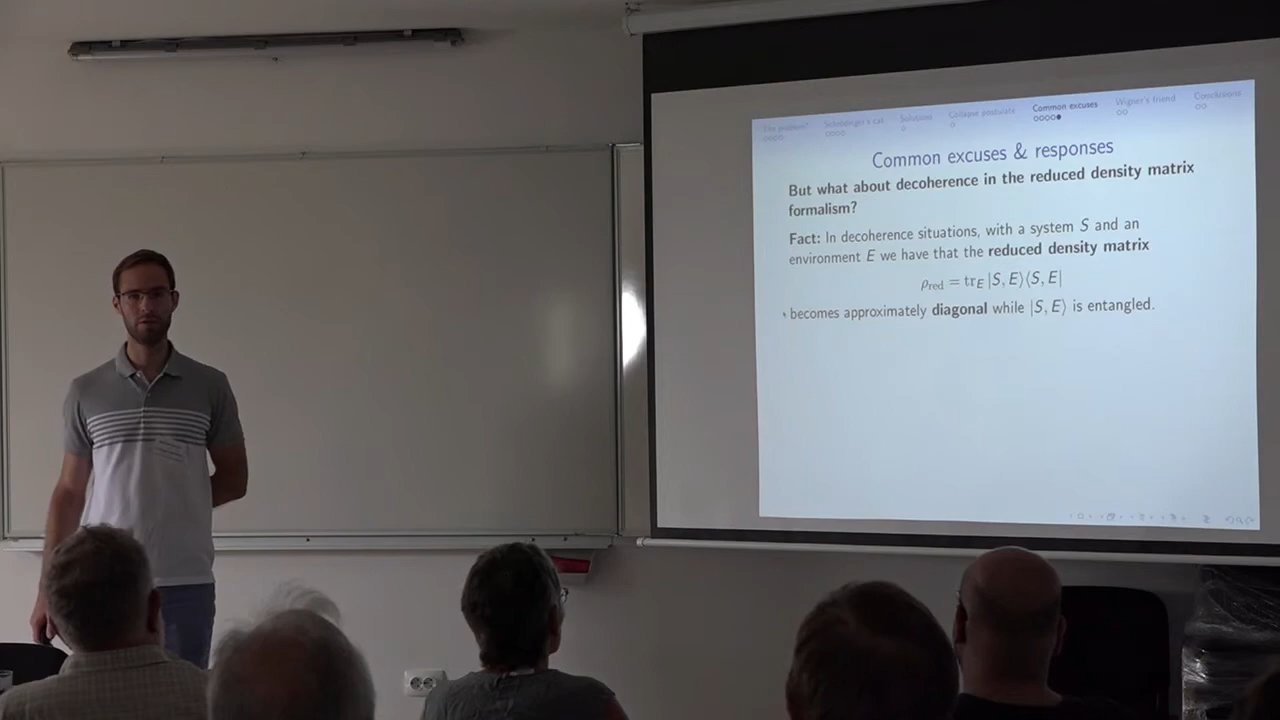 The problem? Schrödinger's cat Solutions Collapse postulate Common excuses Wigner's friend Conclusions
Common excuses & responses
But what about decoherence in the reduced density matrix
formalism?
Fact: In decoherence situations, with a system S and an
environment E we have that the reduced density matrix
ρred = trE |S, E⟩⟨S, E|
becomes approximately diagonal while |S, E⟩ is entangled.